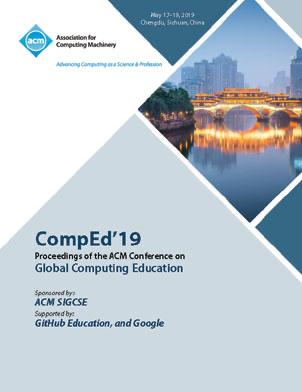 May 17–19, 2019
Chengdu, Sichuan, China
acm
Association for
Computing Machinery
Advancing Computing as a Science & Profession
CompEd'19
Proceedings of the ACM Conference on
Global Computing Education
Sponsored by:
ACM SIGCSE
Supported by:
GitHub Education, and Google